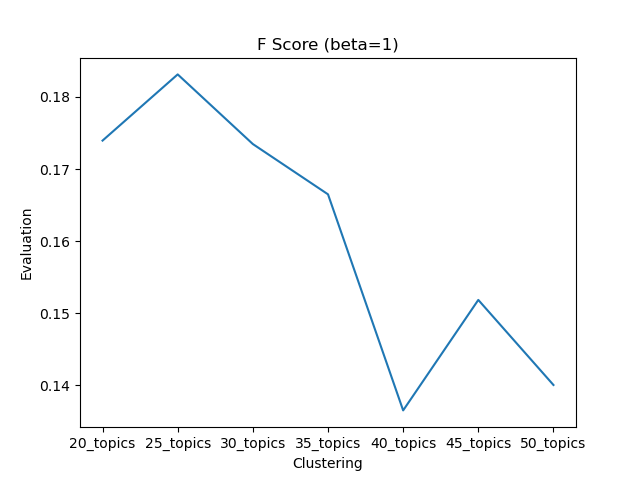 F Score (beta=1)
Evaluation
0.18
0.17
0.16
0.15
0.14
20_topics 25_topics 30_topics 35_topics 40_topics 45_topics 50_topics
Clustering